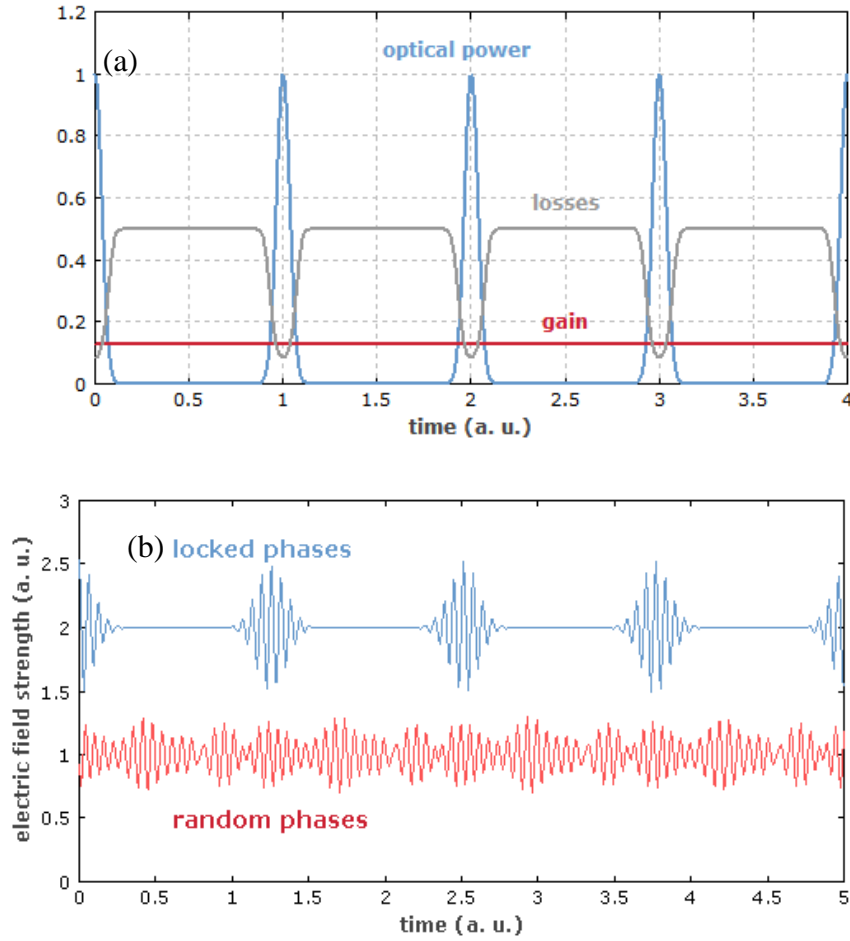 1.2
optical power
(a)
1
0.8
losses
0.6
0.4
gain
0.2
0
0 0.5 1 1.5 2 2.5 3 3.5 4
time (a. u.)
3
(b) locked phases
2.5
2
1.5
1
random phases
0.5
0
electric field strength (a. u.)
0 0.5 1 1.5 2 2.5 3 3.5 4 4.5 5
time (a. u.)